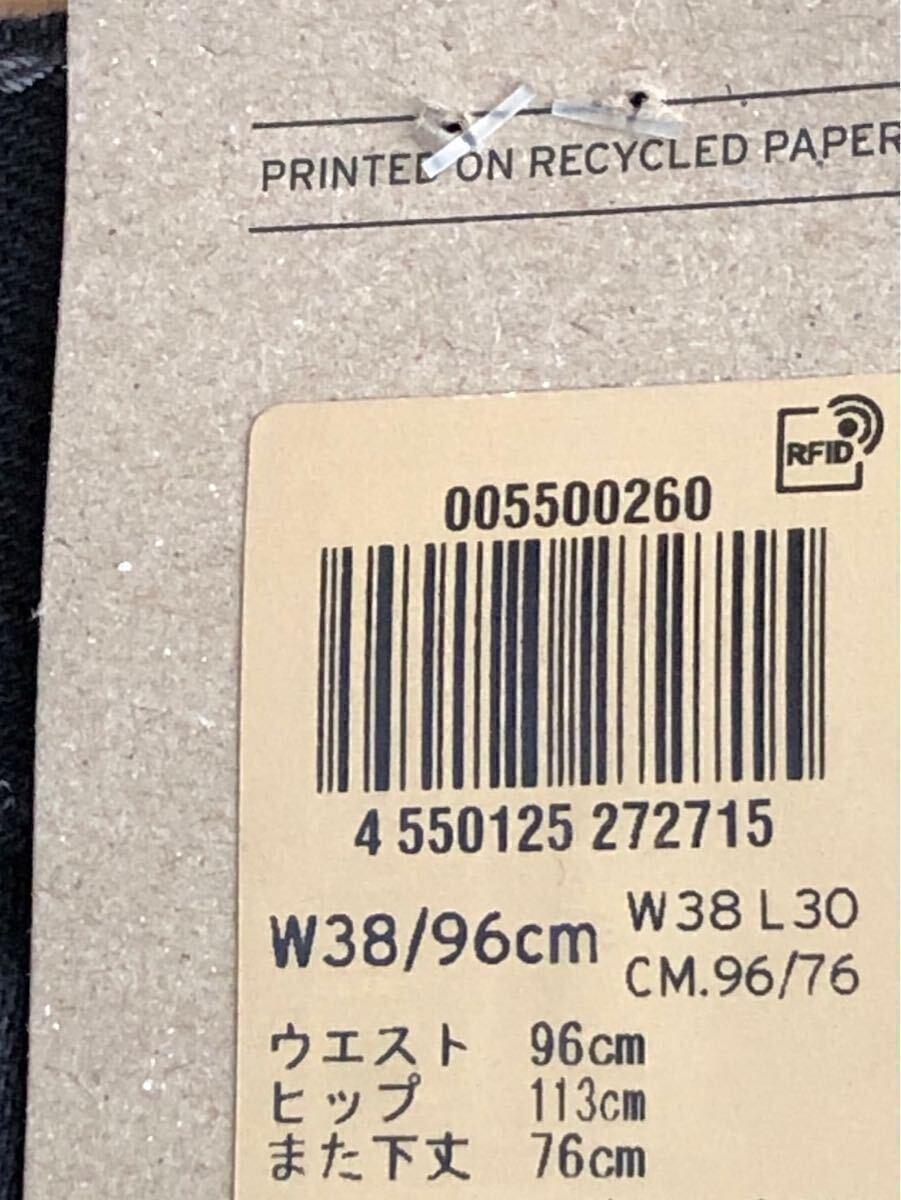 PRINTED ON RECYCLED PAPER
RFID
005500260
4 550125 272715
W38/96cm
W38 L30
CM.96/76
ウエスト 96cm
ヒップ 113cm
また下丈 76cm